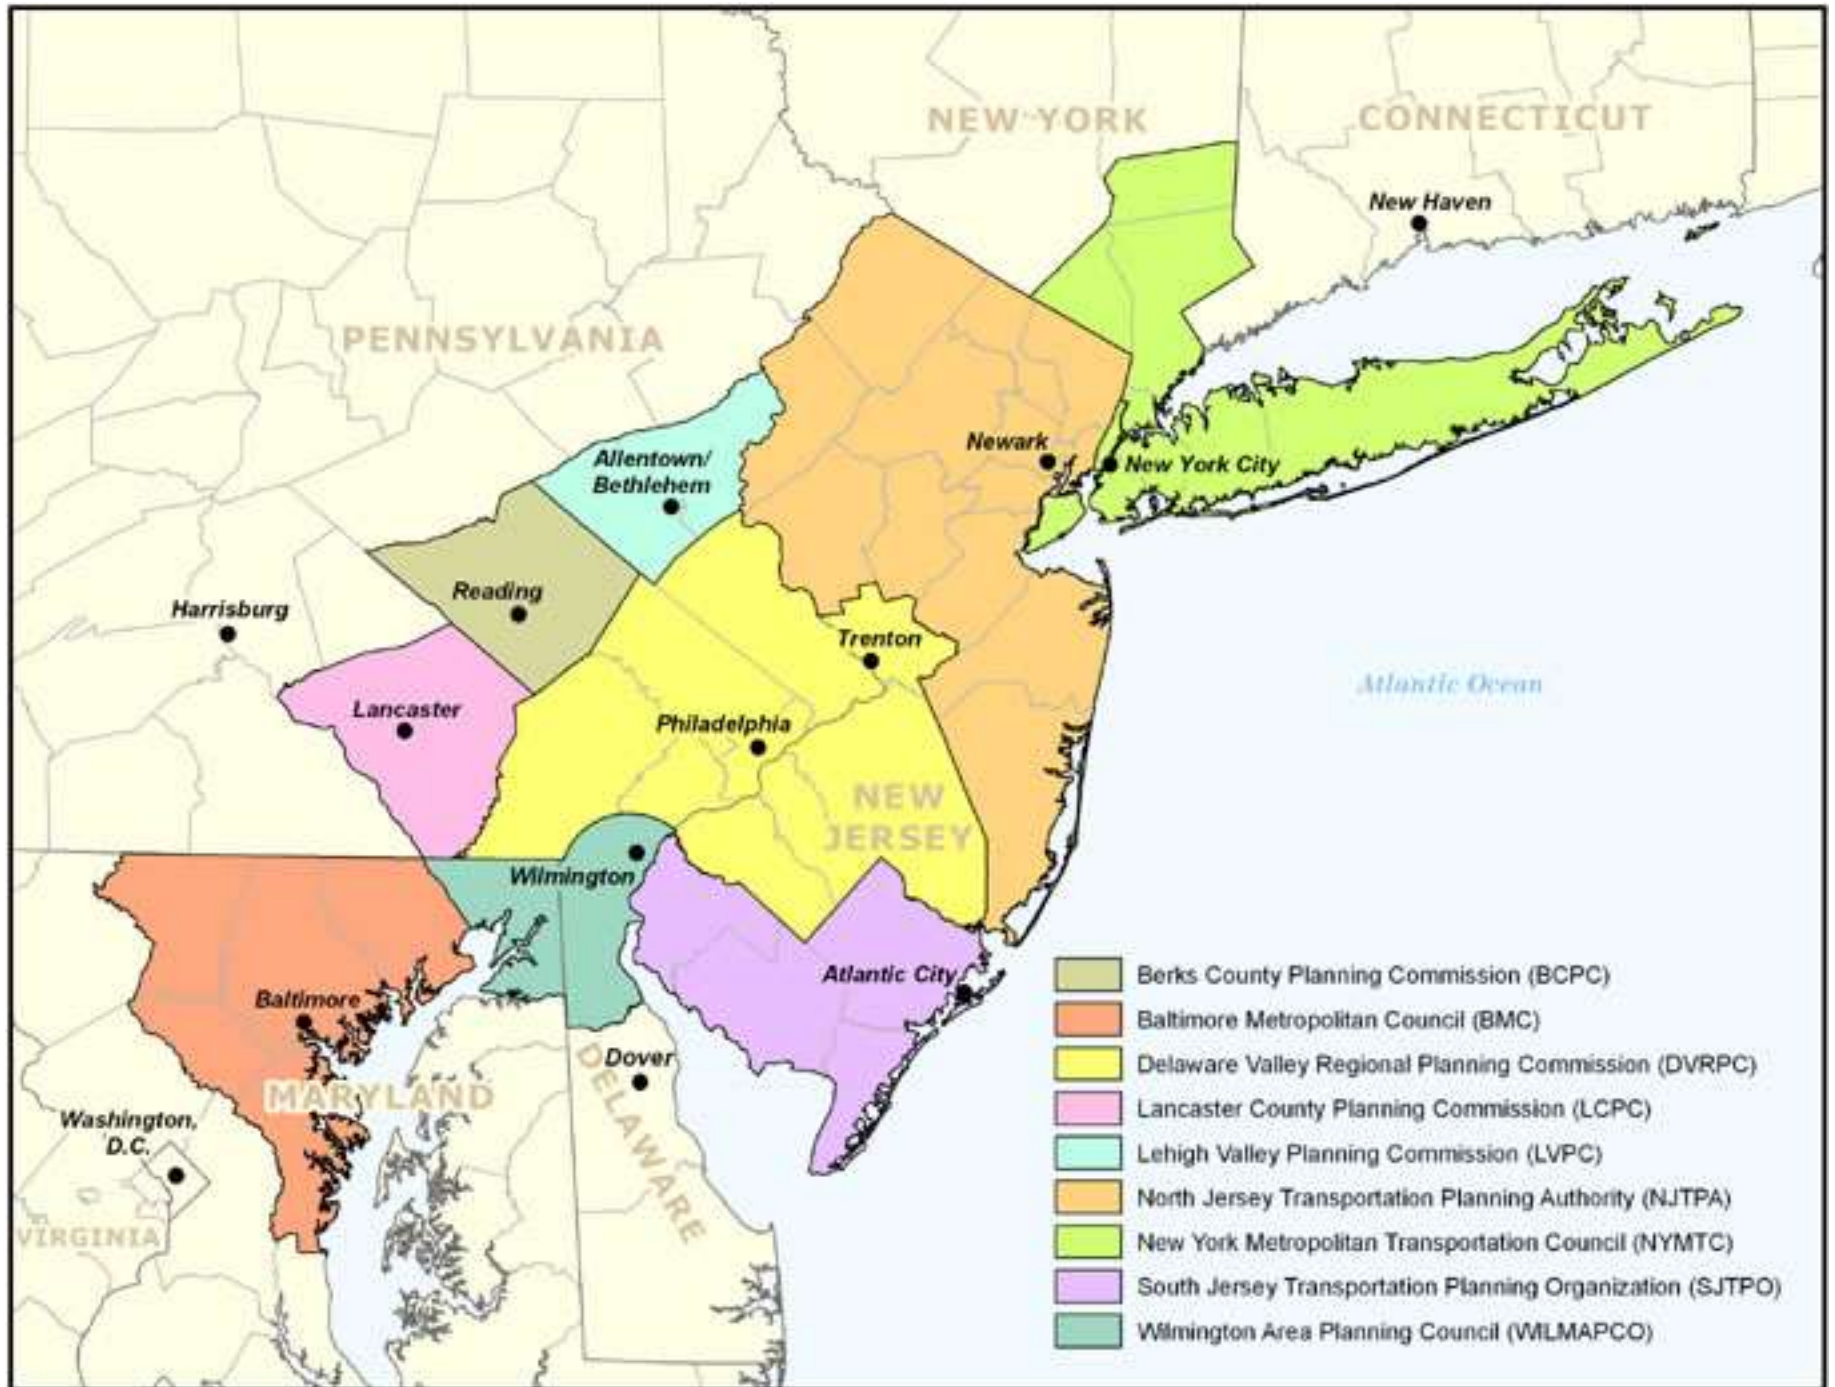 NEW YORK
CONNECTICUT
New Haven
PENNSYLVANIA
Allentown/
Bethlehem
Newark
New York City
Reading
Harrisburg
Trenton
Lancaster
Philadelphia
Atlantic Ocean
NEW
JERSEY
Wilmington
Atlantic City
Baltimore
MARYLAND
Dover
DELAWARE
Washington,
D.C.
VIRGINIA
Berks County Planning Commission (BCPC)
Baltimore Metropolitan Council (BMC)
Delaware Valley Regional Planning Commission (DVRPC)
Lancaster County Planning Commission (LCPC)
Lehigh Valley Planning Commission (LVPC)
North Jersey Transportation Planning Authority (NJTPA)
New York Metropolitan Transportation Council (NYMTC)
South Jersey Transportation Planning Organization (SJTPO)
Wilmington Area Planning Council (WILMAPCO)